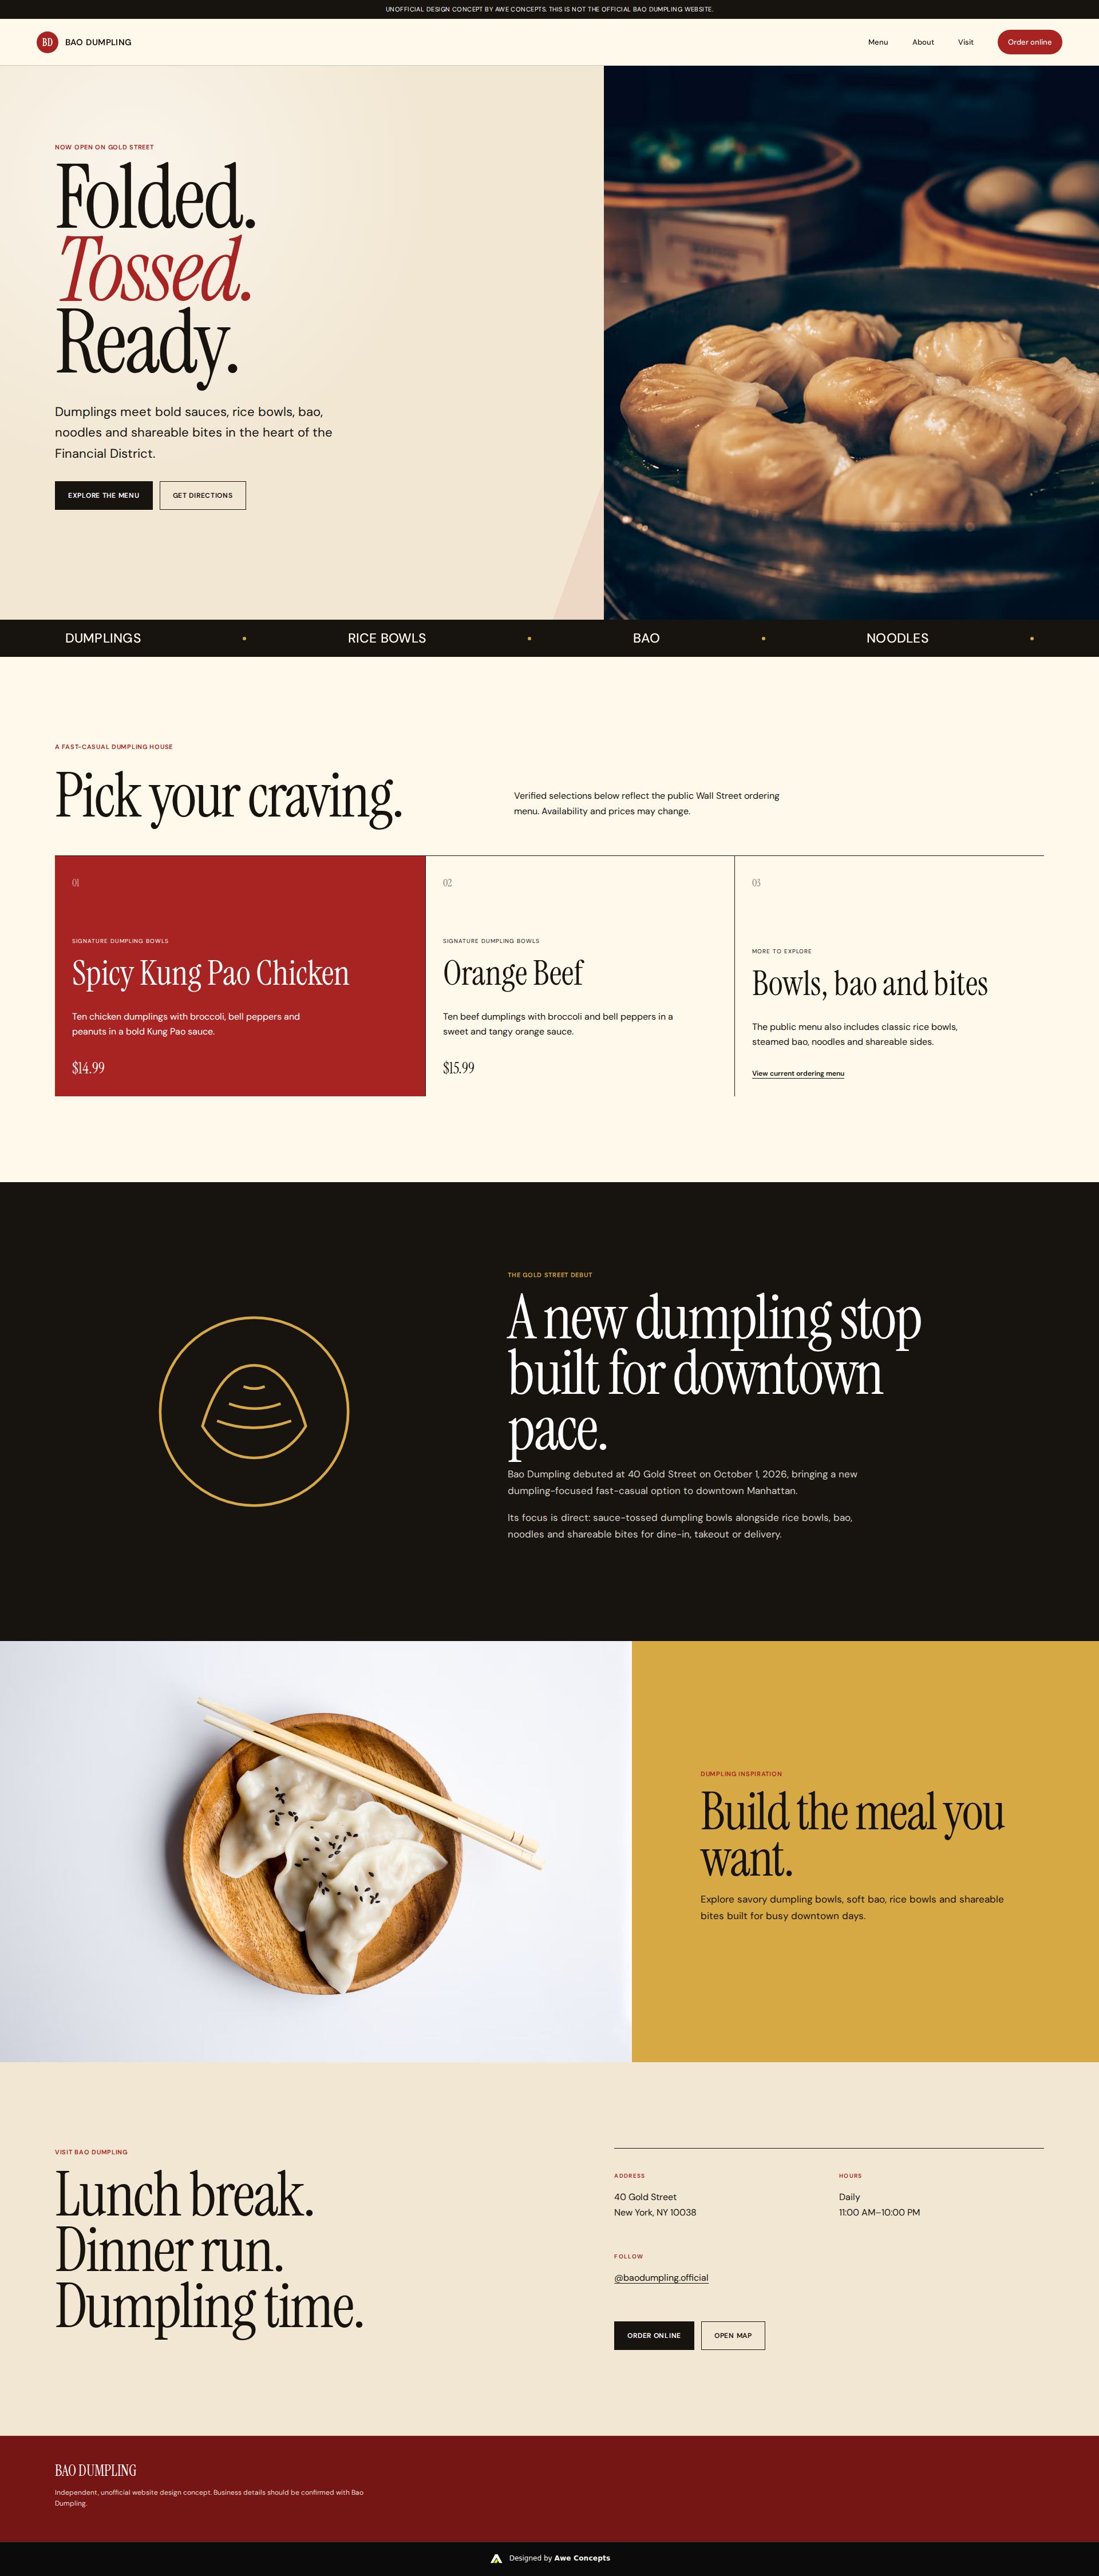 UNOFFICIAL DESIGN CONCEPT BY AWE CONCEPTS. THIS IS NOT THE OFFICIAL BAO DUMPLING WEBSITE.
BD BAO DUMPLING
Menu About Visit Order online
NOW OPEN ON GOLD STREET
Folded.
Tossed.
Ready.
Dumplings meet bold sauces, rice bowls, bao,
noodles and shareable bites in the heart of the
Financial District.
EXPLORE THE MENU GET DIRECTIONS
DUMPLINGS RICE BOWLS BAO NOODLES
A FAST-CASUAL DUMPLING HOUSE
Pick your craving.
Verified selections below reflect the public Wall Street ordering
menu. Availability and prices may change.
01
SIGNATURE DUMPLING BOWLS
Spicy Kung Pao Chicken
Ten chicken dumplings with broccoli, bell peppers and
peanuts in a bold Kung Pao sauce.
$14.99
02
SIGNATURE DUMPLING BOWLS
Orange Beef
Ten beef dumplings with broccoli and bell peppers in a
sweet and tangy orange sauce.
$15.99
03
MORE TO EXPLORE
Bowls, bao and bites
The public menu also includes classic rice bowls,
steamed bao, noodles and shareable sides.
View current ordering menu
THE GOLD STREET DEBUT
A new dumpling stop
built for downtown
pace.
Bao Dumpling debuted at 40 Gold Street on October 1, 2026, bringing a new
dumpling-focused fast-casual option to downtown Manhattan.
Its focus is direct: sauce-tossed dumpling bowls alongside rice bowls, bao,
noodles and shareable bites for dine-in, takeout or delivery.
DUMPLING INSPIRATION
Build the meal you
want.
Explore savory dumpling bowls, soft bao, rice bowls and shareable
bites built for busy downtown days.
VISIT BAO DUMPLING
Lunch break.
Dinner run.
Dumpling time.
ADDRESS
40 Gold Street
New York, NY 10038
HOURS
Daily
11:00 AM–10:00 PM
FOLLOW
@baodumpling.official
ORDER ONLINE OPEN MAP
BAO DUMPLING
Independent, unofficial website design concept. Business details should be confirmed with Bao
Dumpling.
Designed by Awe Concepts